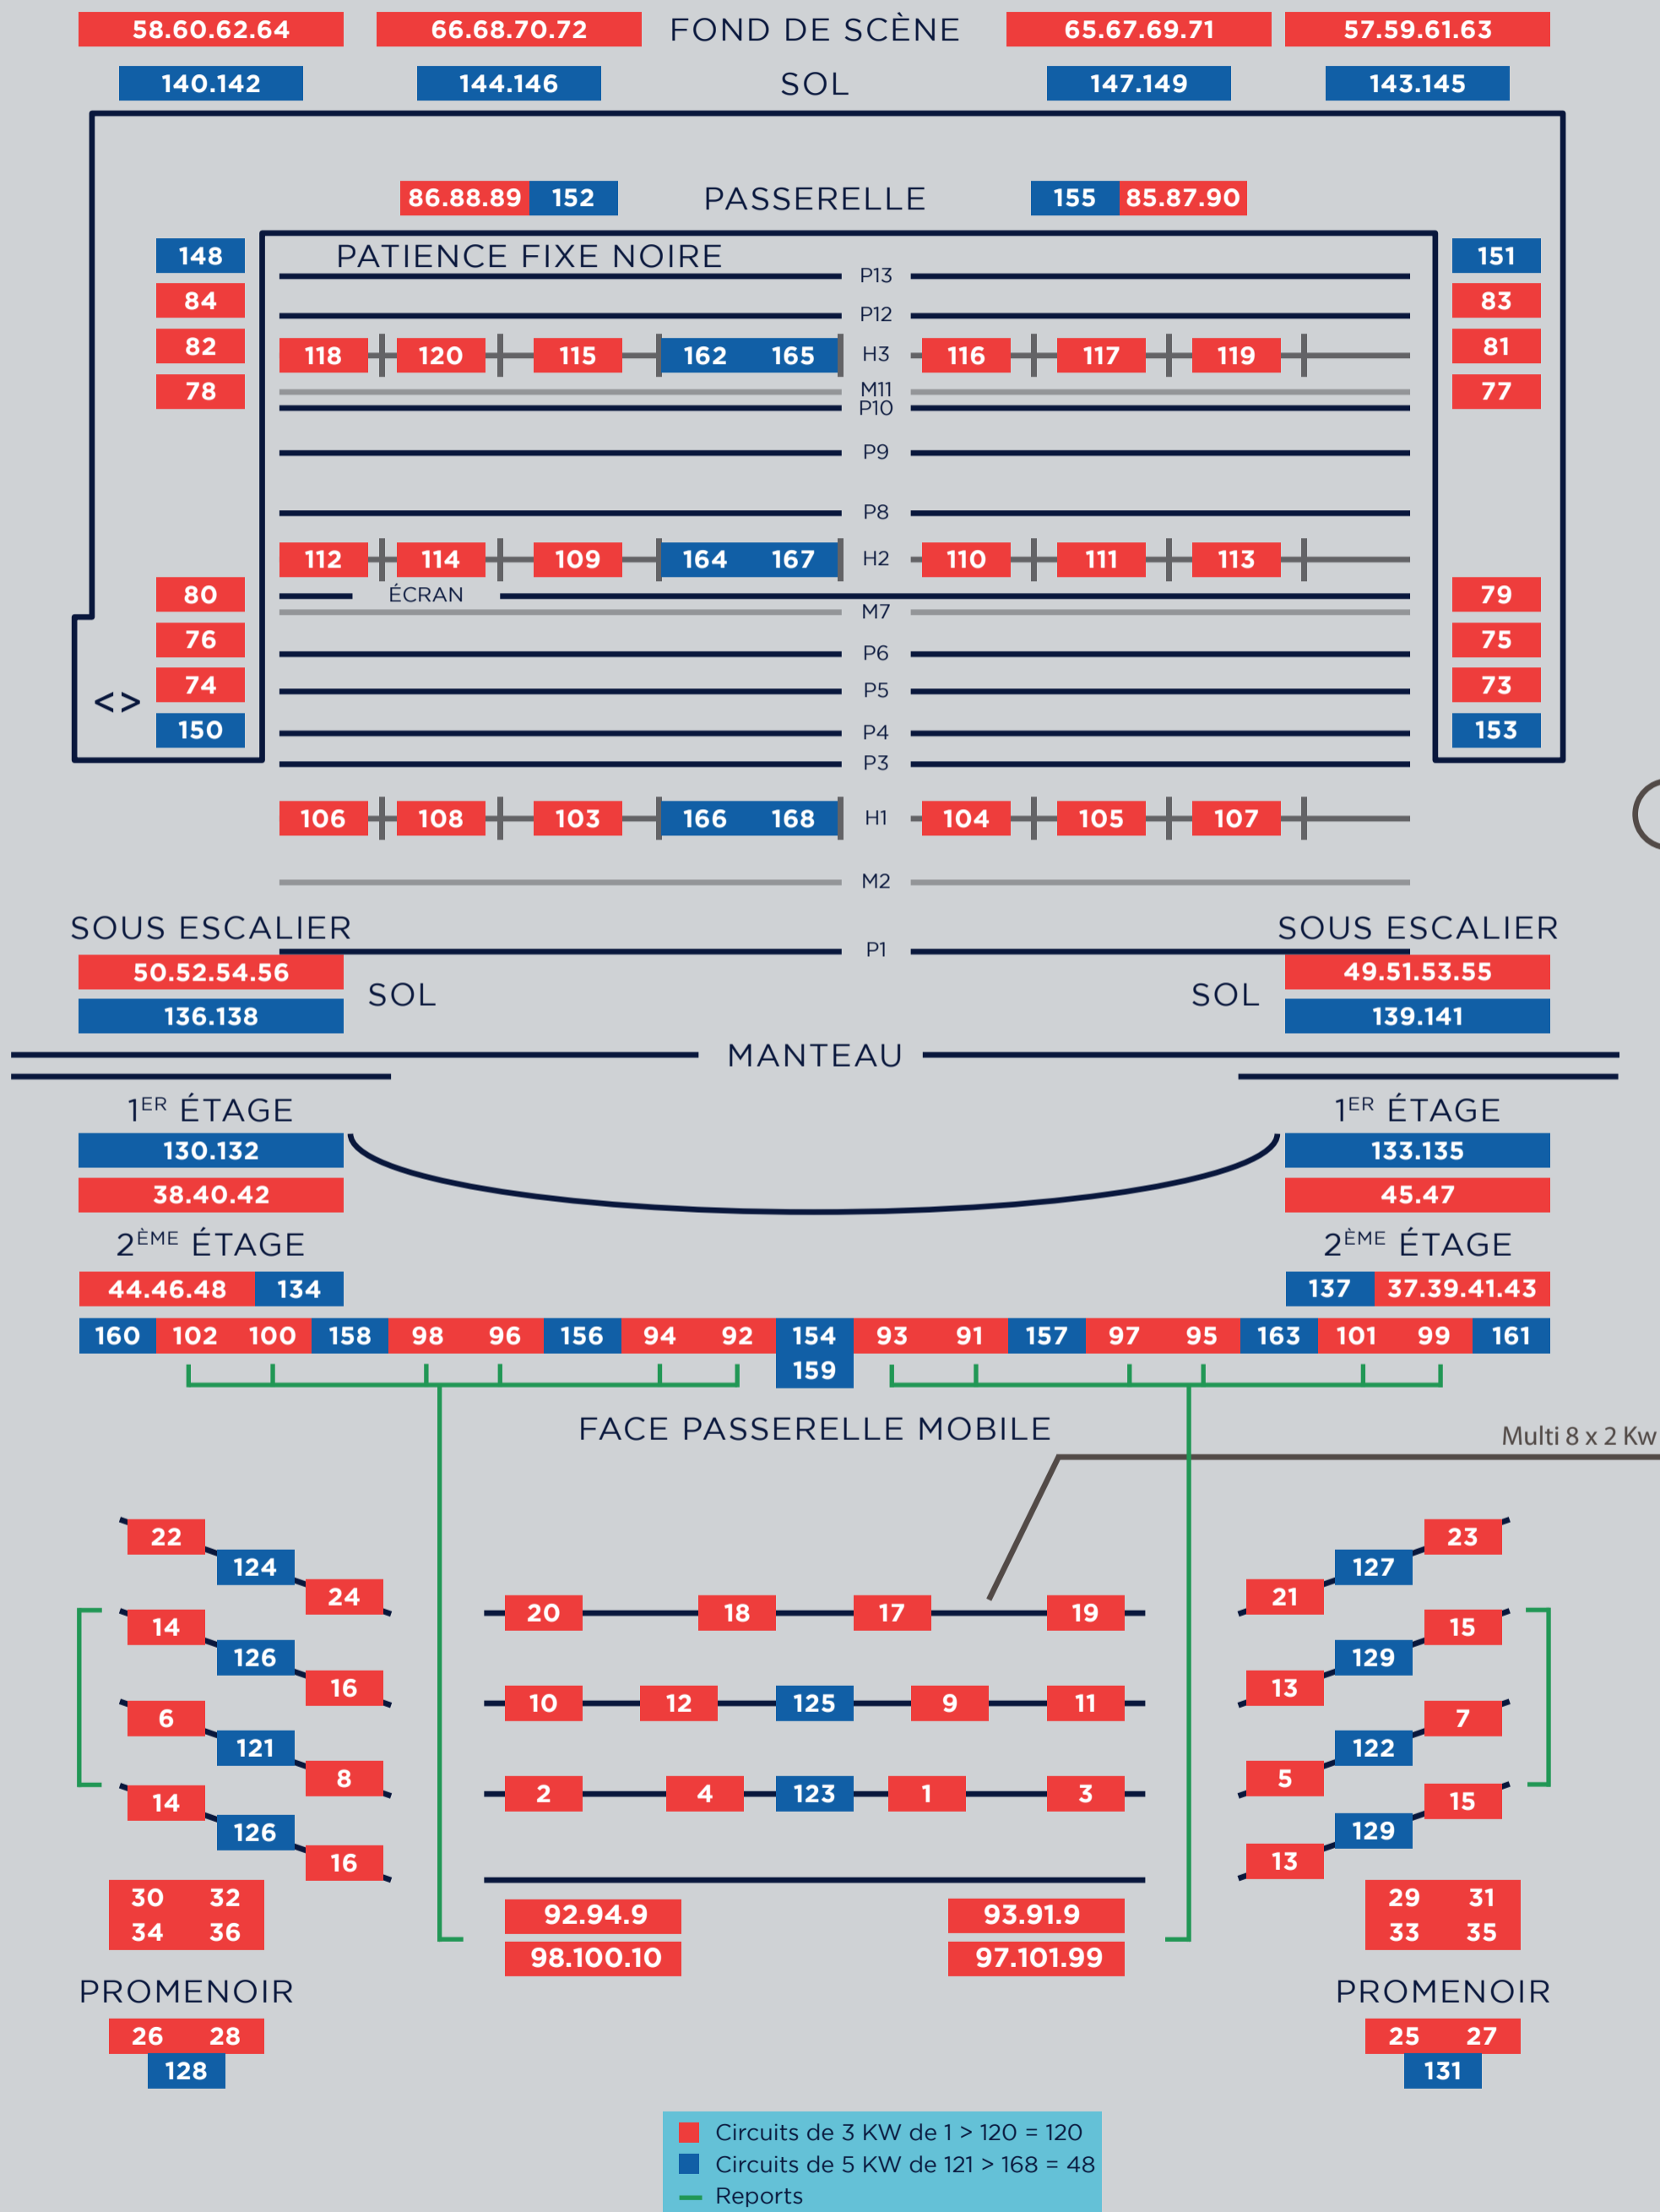 58.60.62.64 66.68.70.72 FOND DE SCÈNE 65.67.69.71 57.59.61.63
140.142 144.146 SOL 147.149 143.145
86.88.89 152 PASSERELLE 155 85.87.90
148 PATIENCE FIXE NOIRE 151
P13
84 83
P12
82 118 120 115 162 165 H3 116 117 119 81
78 M11 77
P10
P9
P8
112 114 109 164 167 H2 110 111 113
80 ÉCRAN 79
M7
76 P6 75
<> 74 P5 73
150 P4 153
P3
106 108 103 166 168 H1 104 105 107
M2
SOUS ESCALIER SOUS ESCALIER
P1
50.52.54.56 49.51.53.55
SOL SOL
136.138 139.141
MANTEAU
1ER ÉTAGE 1ER ÉTAGE
130.132 133.135
38.40.42 45.47
2ÈME ÉTAGE 2ÈME ÉTAGE
44.46.48 134 137 37.39.41.43
160 102 100 158 98 96 156 94 92 154 93 91 157 97 95 163 101 99 161
159
FACE PASSERELLE MOBILE
Multi 8 x 2 Kw
22 23
124 127
24 21
20 18 17 19
14 15
126 129
16 13
10 12 125 9 11
6 7
121 122
8 5
2 4 123 1 3
14 15
126 129
16 13
30 32 29 31
92.94.9 93.91.9
34 36 33 35
98.100.10 97.101.99
PROMENOIR PROMENOIR
26 28 25 27
128 131
Circuits de 3 KW de 1 > 120 = 120
Circuits de 5 KW de 121 > 168 = 48
Reports